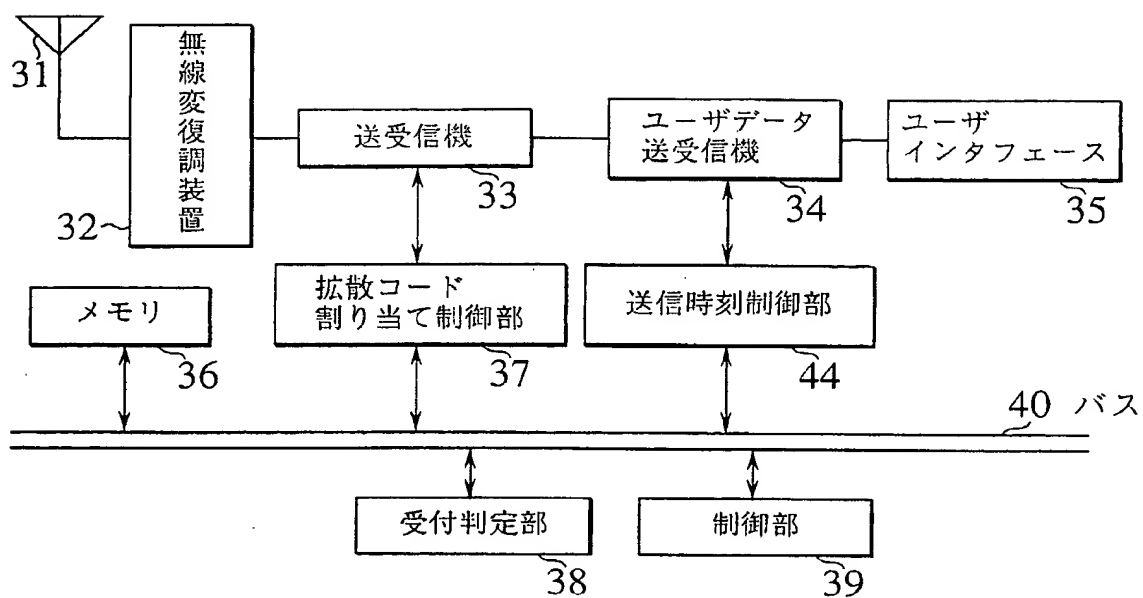 31
無線変復調装置
32
送受信機
33
ユーザデータ
送受信機
34
ユーザ
インタフェース
35
メモリ
36
拡散コード
割り当て制御部
37
送信時刻制御部
44
40 バス
受付判定部
38
制御部
39